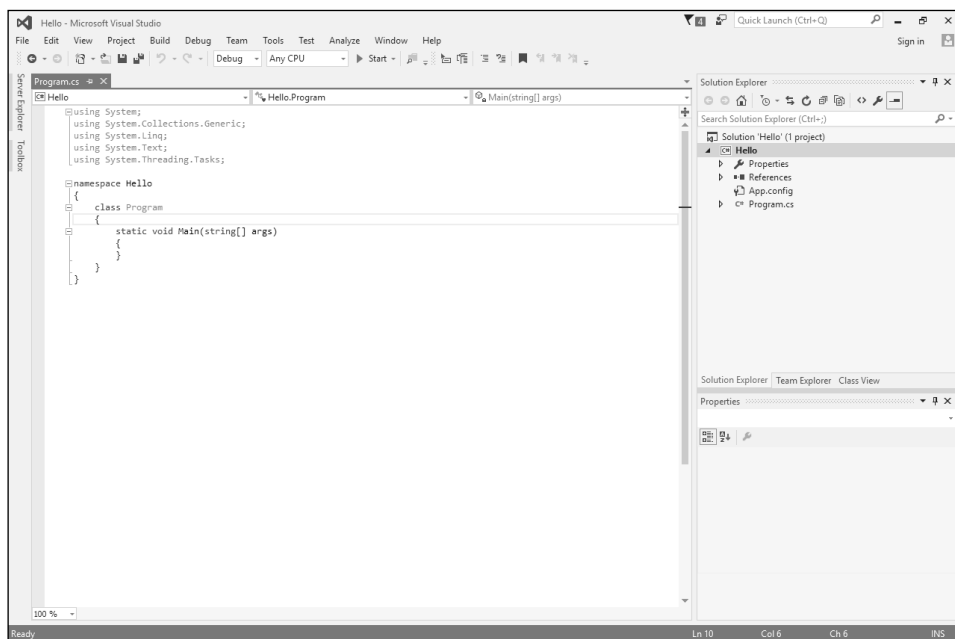 Hello - Microsoft Visual Studio
4
Quick Launch (Ctrl+Q)
File Edit View Project Build Debug Team Tools Test Analyze Window Help
Sign in
Debug Any CPU Start
Server Explorer
Toolbox
Program.cs
Hello
Hello.Program
Main(string[] args)
using System;
using System.Collections.Generic;
using System.Linq;
using System.Text;
using System.Threading.Tasks;
namespace Hello
{
class Program
{
static void Main(string[] args)
{
}
}
}
100 %
Solution Explorer
Search Solution Explorer (Ctrl+;)
Solution 'Hello' (1 project)
C# Hello
Properties
References
App.config
C# Program.cs
Solution Explorer Team Explorer Class View
Properties
Ready
Ln 10 Col 6 Ch 6 INS